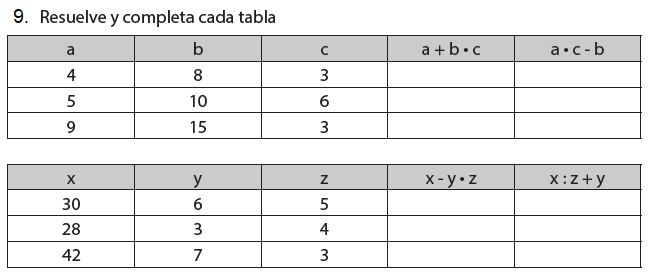 9. Resuelve y completa cada tabla
a b c a + b • c a • c - b
4 8 3
5 10 6
9 15 3
x y z x - y • z x : z + y
30 6 5
28 3 4
42 7 3